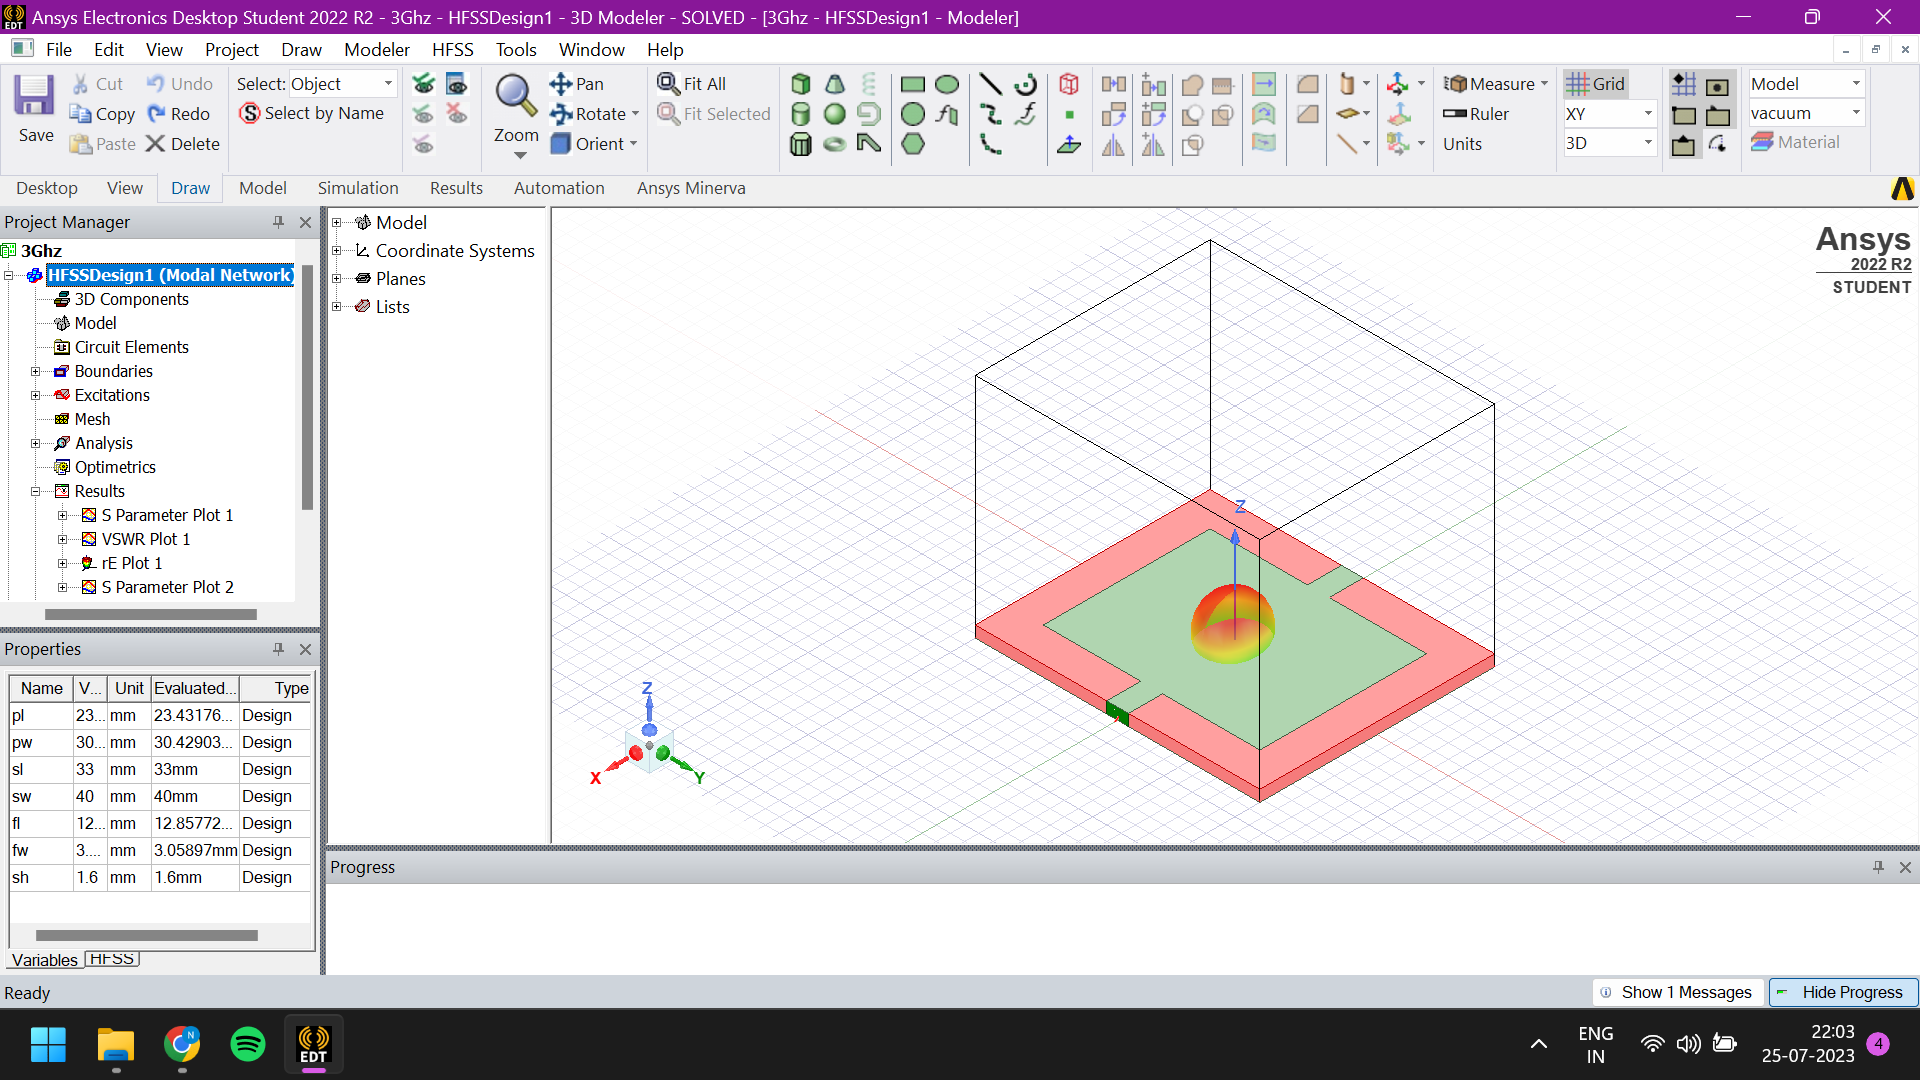 Ansys Electronics Desktop Student 2022 R2 - 3Ghz - HFSSDesign1 - 3D Modeler - SOLVED - [3Ghz - HFSSDesign1 - Modeler]
File Edit View Project Draw Modeler HFSS Tools Window Help
Save
Cut
Copy
Paste
Undo
Redo
Delete
Select: Object
Select by Name
Zoom
Pan
Rotate
Orient
Fit All
Fit Selected
Measure
Ruler
Units
Grid
XY
3D
Model
vacuum
Material
Desktop View Draw Model Simulation Results Automation Ansys Minerva
Project Manager
3Ghz
HFSSDesign1 (Modal Network)
3D Components
Model
Circuit Elements
Boundaries
Excitations
Mesh
Analysis
Optimetrics
Results
S Parameter Plot 1
VSWR Plot 1
rE Plot 1
S Parameter Plot 2
Properties
Name V... Unit Evaluated... Type
pl 23... mm 23.43176... Design
pw 30... mm 30.42903... Design
sl 33 mm 33mm Design
sw 40 mm 40mm Design
fl 12... mm 12.85772... Design
fw 3.... mm 3.05897mm Design
sh 1.6 mm 1.6mm Design
Variables HFSS
Model
Coordinate Systems
Planes
Lists
Ansys
2022 R2
STUDENT
Z
Z
X
Y
Progress
Ready
Show 1 Messages
Hide Progress
EDT
ENG
IN
22:03
25-07-2023
4